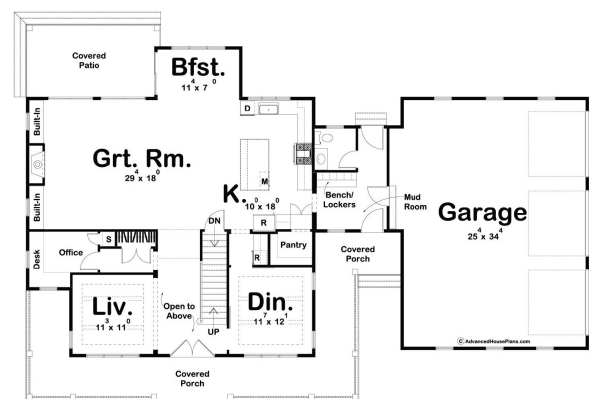 Covered
Patio
Bfst.
11⁴ x 7⁰
Built-In
D
Grt. Rm.
29⁴ x 18⁰
M
K.
10⁰ x 18⁰
Built-In
DN
R
Bench/
Lockers
Mud
Room
Garage
25⁴ x 34⁴
Desk
Office
S
R
Pantry
Covered
Porch
Liv.
11³ x 11⁰
Open to
Above
UP
Din.
11⁷ x 12¹
Covered
Porch
© AdvancedHousePlans.com